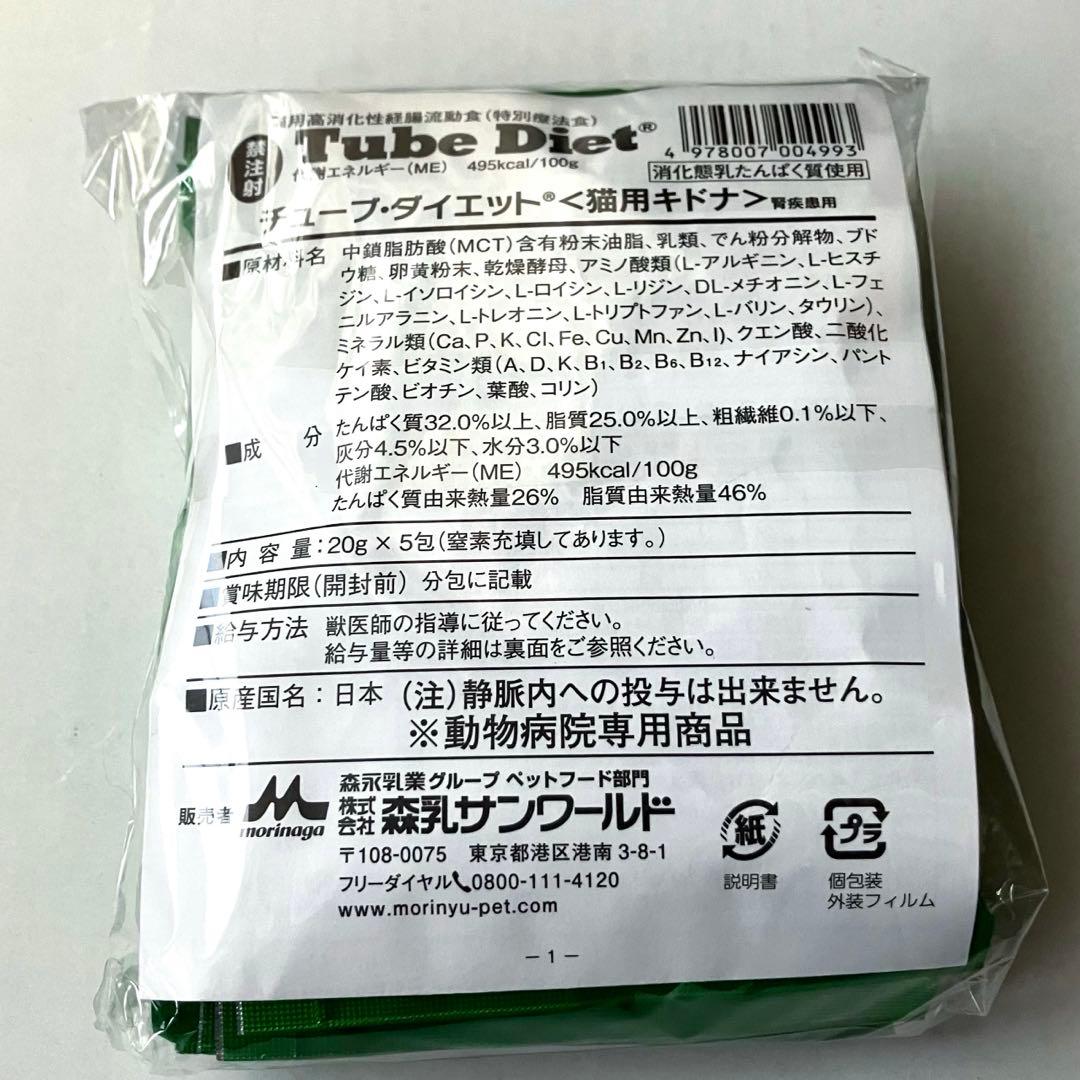 用高消化性経腸流動食(特別療法食)
禁注射
Tube Diet®
代謝エネルギー(ME) 495kcal/100g
4 978007 004993
消化態乳たんぱく質使用
チューブ・ダイエット®<猫用キドナ>腎疾患用
■原材料名 中鎖脂肪酸(MCT)含有粉末油脂、乳類、でん粉分解物、ブド
ウ糖、卵黄粉末、乾燥酵母、アミノ酸類(L-アルギニン、L-ヒスチ
ジン、L-イソロイシン、L-ロイシン、L-リジン、DL-メチオニン、L-フェ
ニルアラニン、L-トレオニン、L-トリプトファン、L-バリン、タウリン)、
ミネラル類(Ca、P、K、Cl、Fe、Cu、Mn、Zn、I)、クエン酸、二酸化
ケイ素、ビタミン類(A、D、K、B1、B2、B6、B12、ナイアシン、パント
テン酸、ビオチン、葉酸、コリン)
■成 分 たんぱく質32.0%以上、脂質25.0%以上、粗繊維0.1%以下、
灰分4.5%以下、水分3.0%以下
代謝エネルギー(ME) 495kcal/100g
たんぱく質由来熱量26% 脂質由来熱量46%
■内容量:20g×5包(窒素充填してあります。)
■賞味期限(開封前) 分包に記載
■給与方法 獣医師の指導に従ってください。
給与量等の詳細は裏面をご参照ください。
■原産国名:日本 (注)静脈内への投与は出来ません。
※動物病院専用商品
販売者 morinaga
森永乳業グループ ペットフード部門
株式会社 森乳サンワールド
〒108-0075 東京都港区港南3-8-1
フリーダイヤル 0800-111-4120
www.morinyu-pet.com
紙
説明書
プラ
個包装
外装フィルム
-1-